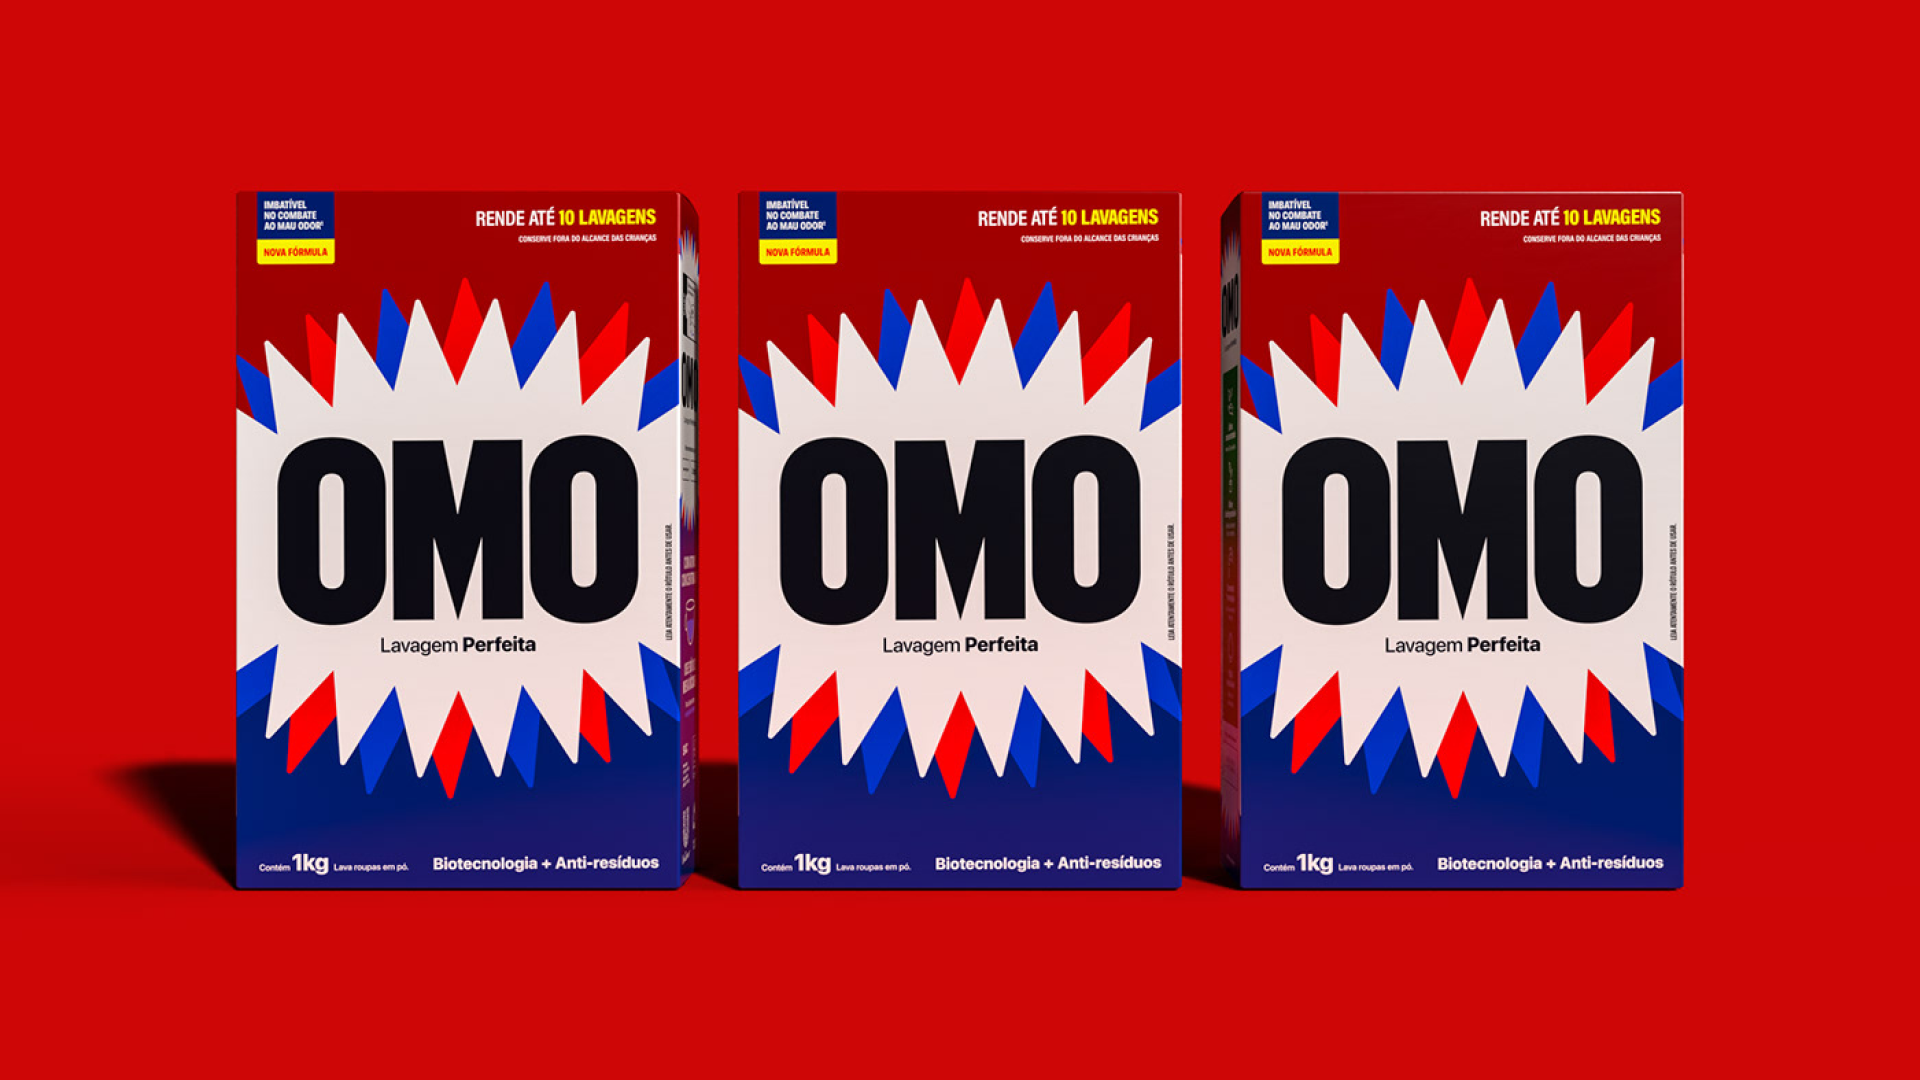 IMBATÍVEL
NO COMBATE
AO MAU ODOR¹
NOVA FÓRMULA
RENDE ATÉ 10 LAVAGENS
CONSERVE FORA DO ALCANCE DAS CRIANÇAS
OMO
Lavagem Perfeita
LEIA ATENTAMENTE O RÓTULO ANTES DE USAR.
Contém 1kg Lava roupas em pó.
Biotecnologia + Anti-resíduos
IMBATÍVEL
NO COMBATE
AO MAU ODOR¹
NOVA FÓRMULA
RENDE ATÉ 10 LAVAGENS
CONSERVE FORA DO ALCANCE DAS CRIANÇAS
OMO
Lavagem Perfeita
LEIA ATENTAMENTE O RÓTULO ANTES DE USAR.
Contém 1kg Lava roupas em pó.
Biotecnologia + Anti-resíduos
IMBATÍVEL
NO COMBATE
AO MAU ODOR¹
NOVA FÓRMULA
RENDE ATÉ 10 LAVAGENS
CONSERVE FORA DO ALCANCE DAS CRIANÇAS
OMO
Lavagem Perfeita
LEIA ATENTAMENTE O RÓTULO ANTES DE USAR.
Contém 1kg Lava roupas em pó.
Biotecnologia + Anti-resíduos
OMO
OMO